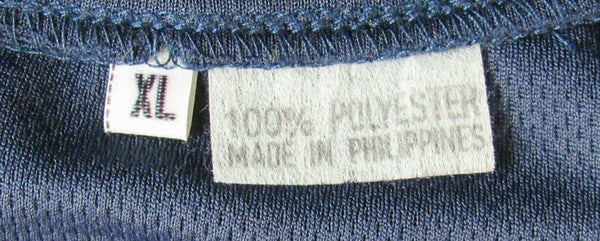 XL
100% POLYESTER
MADE IN PHILIPPINES